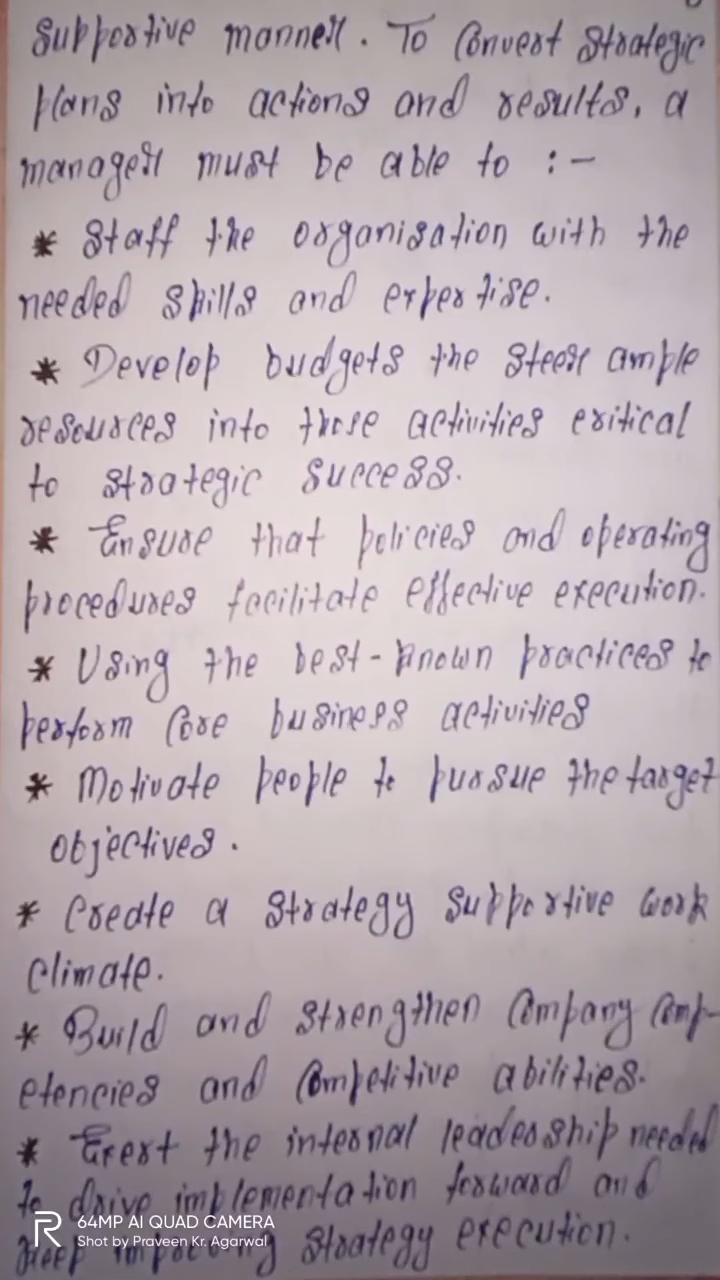 supportive manner. To Convert Strategic
plans into actions and results, a
manager must be able to :-
* Staff the organisation with the
needed skills and expertise.
* Develop budgets the steer ample
resources into those activities critical
to strategic success.
* Ensure that policies and operating
procedures facilitate effective execution.
* Using the best-known practices to
perform Core business activities
* Motivate people to pursue the target
objectives.
* Create a strategy supportive work
climate.
* Build and strengthen Company Comp-
etencies and Competitive abilities.
* Exert the internal leadership needed
to drive implementation forward and
keep improving strategy execution.
64MP AI QUAD CAMERA
Shot by Praveen Kr. Agarwal